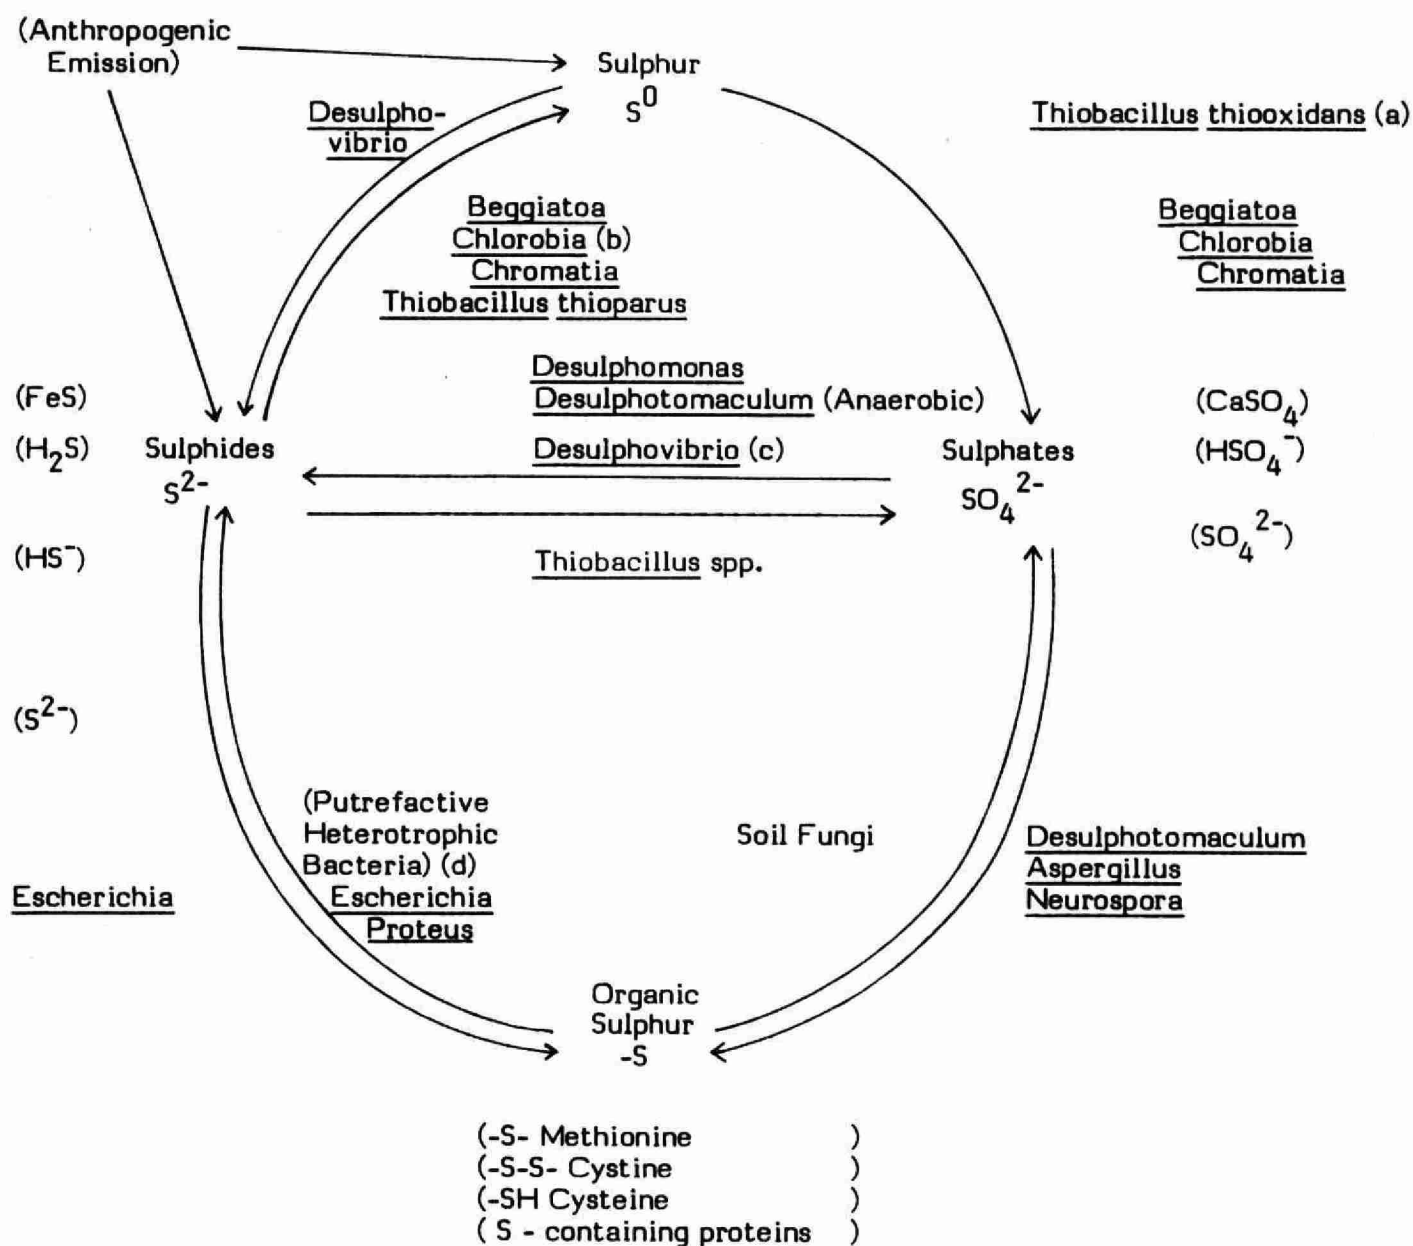 (Anthropogenic
Emission)
Sulphur
S⁰
Desulpho-
vibrio
Thiobacillus thiooxidans (a)
Beggiatoa
Chlorobia (b)
Chromatia
Thiobacillus thioparus
Beggiatoa
Chlorobia
Chromatia
Desulphomonas
Desulphotomaculum (Anaerobic)
Desulphovibrio (c)
(FeS)
(H₂S)
Sulphides
S²⁻
(HS⁻)
(S²⁻)
Sulphates
SO₄²⁻
(CaSO₄)
(HSO₄⁻)
(SO₄²⁻)
Thiobacillus spp.
(Putrefactive
Heterotrophic
Bacteria) (d)
Escherichia
Proteus
Escherichia
Soil Fungi
Desulphotomaculum
Aspergillus
Neurospora
Organic
Sulphur
-S
(-S- Methionine )
(-S-S- Cystine )
(-SH Cysteine )
( S - containing proteins )